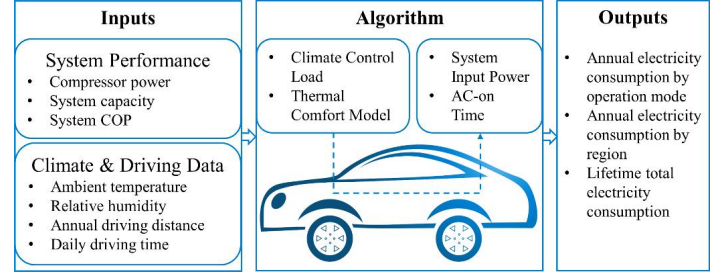 Inputs
System Performance
• Compressor power
• System capacity
• System COP
Climate & Driving Data
• Ambient temperature
• Relative humidity
• Annual driving distance
• Daily driving time
Algorithm
• Climate Control
Load
• Thermal
Comfort Model
• System
Input Power
• AC-on
Time
Outputs
• Annual electricity
consumption by
operation mode
• Annual electricity
consumption by
region
• Lifetime total
electricity
consumption